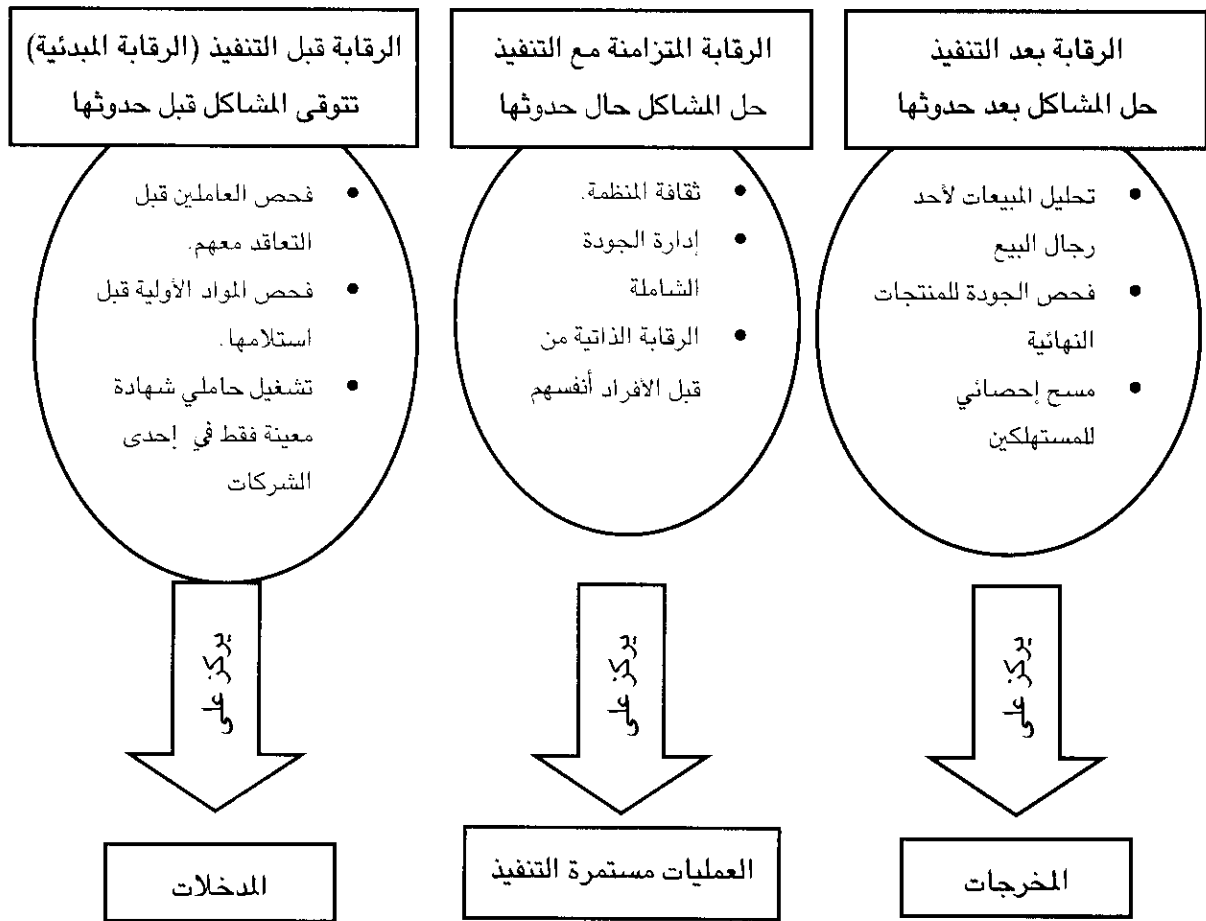 الرقابة بعد التنفيذ
حل المشاكل بعد حدوثها
• تحليل المبيعات لأحد
رجال البيع
• فحص الجودة للمنتجات
النهائية
• مسح إحصائي
للمستهلكين
يركز على
المخرجات
الرقابة المتزامنة مع التنفيذ
حل المشاكل حال حدوثها
• ثقافة المنظمة.
• إدارة الجودة
الشاملة
• الرقابة الذاتية من
قبل الأفراد أنفسهم
يركز على
العمليات مستمرة التنفيذ
الرقابة قبل التنفيذ (الرقابة المبدئية)
تتوقى المشاكل قبل حدوثها
• فحص العاملين قبل
التعاقد معهم.
• فحص المواد الأولية قبل
استلامها.
• تشغيل حاملي شهادة
معينة فقط في إحدى
الشركات
يركز على
المدخلات